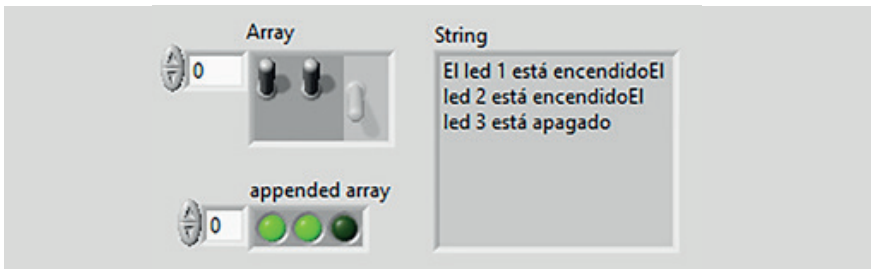 Array
0
String
El led 1 está encendidoEl
led 2 está encendidoEl
led 3 está apagado
appended array
0